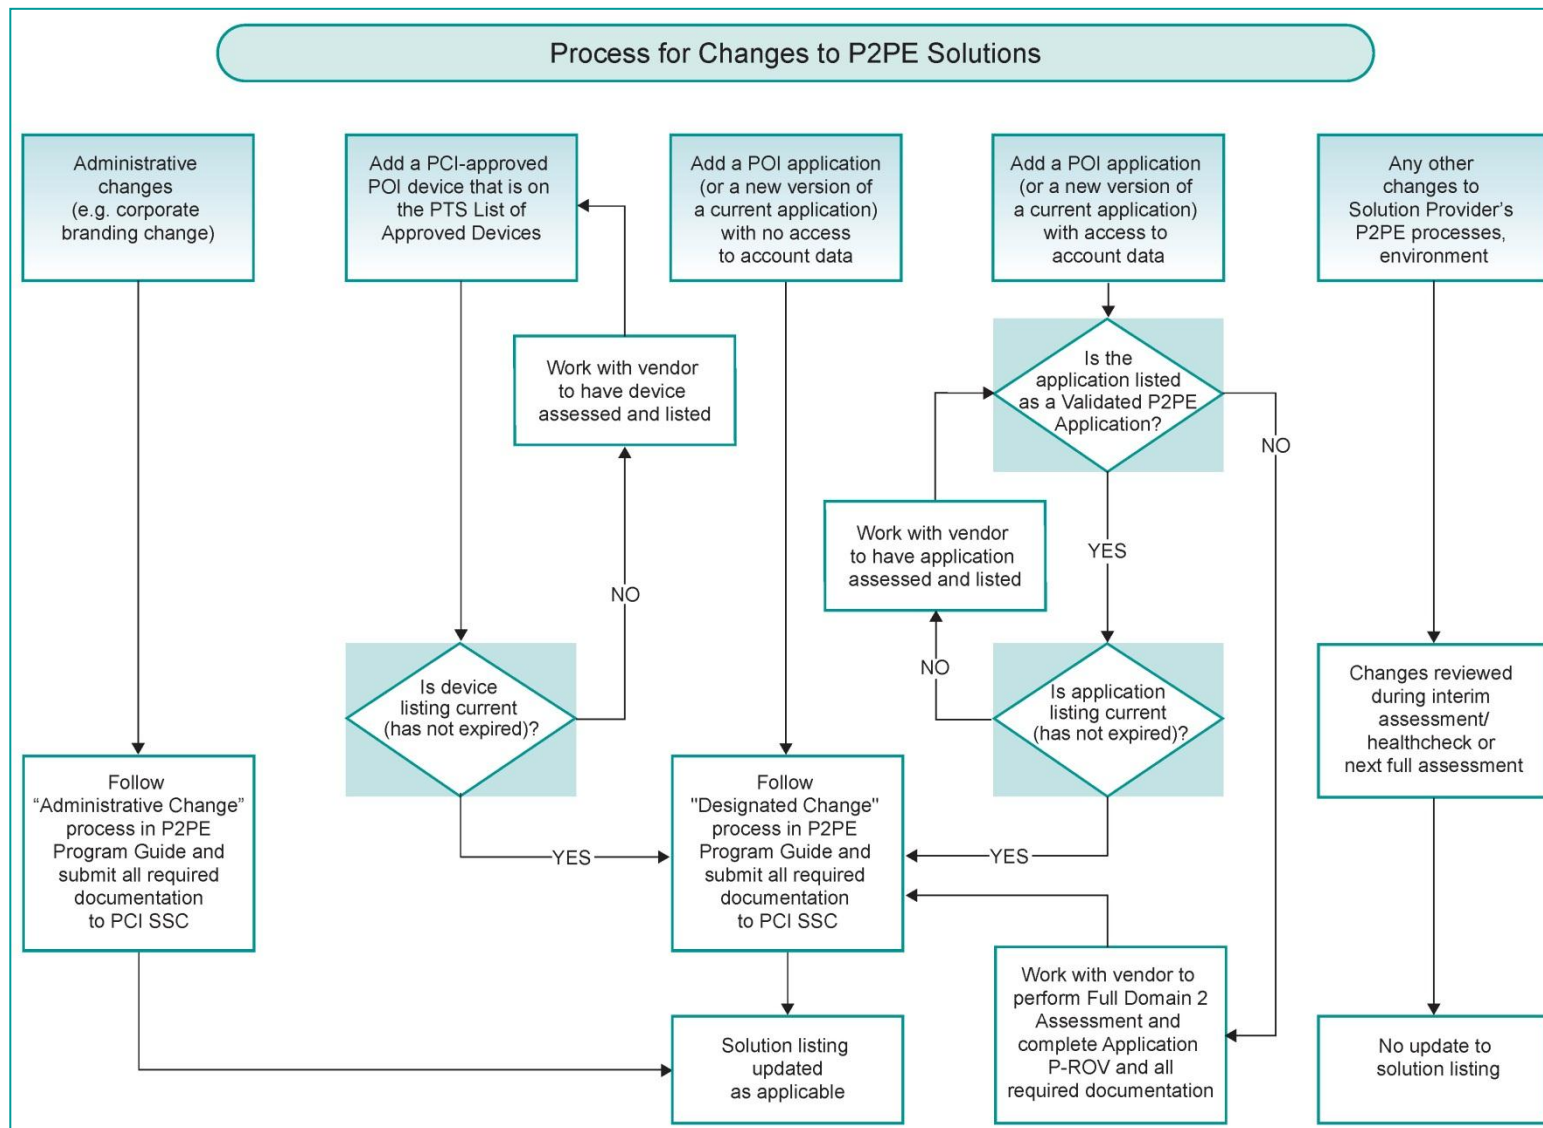 Process for Changes to P2PE Solutions
Administrative
changes
(e.g. corporate
branding change)
Add a PCI-approved
POI device that is on
the PTS List of
Approved Devices
Add a POI application
(or a new version of
a current application)
with no access
to account data
Add a POI application
(or a new version of
a current application)
with access to
account data
Any other
changes to
Solution Provider’s
P2PE processes,
environment
Work with vendor
to have device
assessed and listed
Is the
application listed
as a Validated P2PE
Application?
NO
Work with vendor
to have application
assessed and listed
YES
NO
NO
Is device
listing current
(has not expired)?
Is application
listing current
(has not expired)?
Changes reviewed
during interim
assessment/
healthcheck or
next full assessment
Follow
“Administrative Change”
process in P2PE
Program Guide and
submit all required
documentation
to PCI SSC
YES
Follow
"Designated Change"
process in P2PE
Program Guide and
submit all required
documentation
to PCI SSC
YES
Work with vendor to
perform Full Domain 2
Assessment and
complete Application
P-ROV and all
required documentation
Solution listing
updated
as applicable
No update to
solution listing